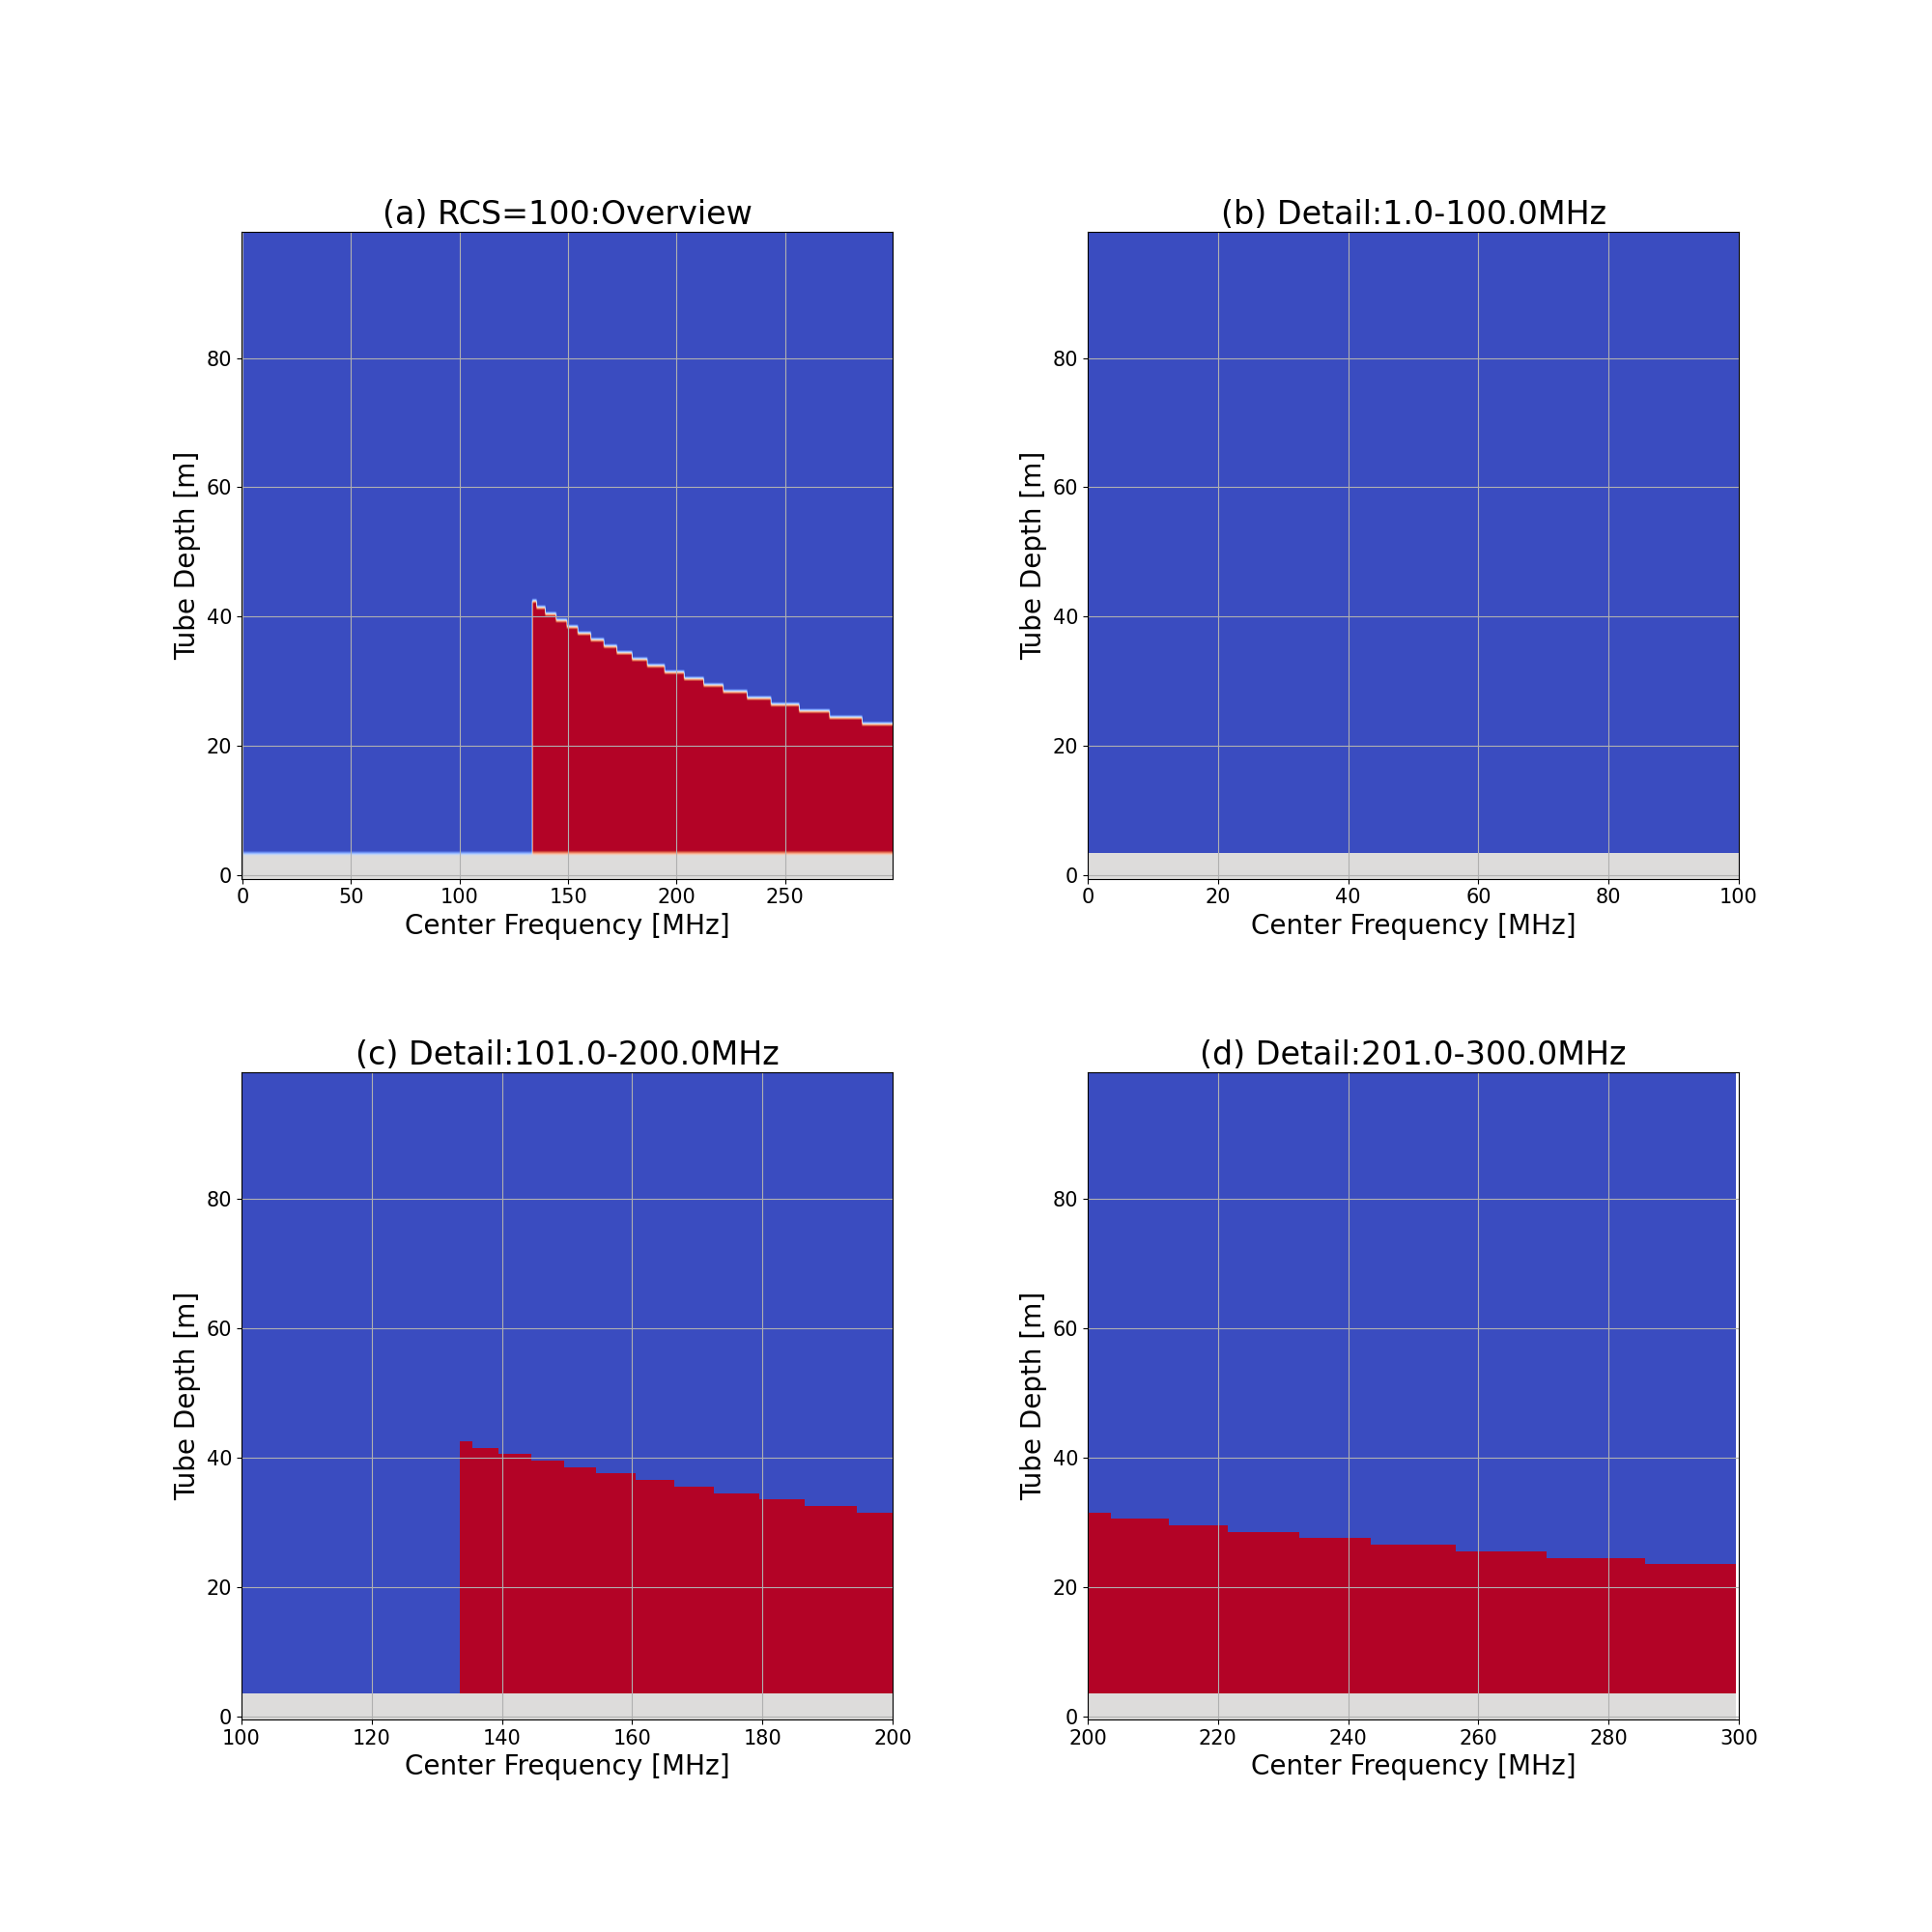 (a) RCS=100:Overview
Tube Depth [m]
80
60
40
20
0
0 50 100 150 200 250
Center Frequency [MHz]
(b) Detail:1.0-100.0MHz
Tube Depth [m]
80
60
40
20
0
0 20 40 60 80 100
Center Frequency [MHz]
(c) Detail:101.0-200.0MHz
Tube Depth [m]
80
60
40
20
0
100 120 140 160 180 200
Center Frequency [MHz]
(d) Detail:201.0-300.0MHz
Tube Depth [m]
80
60
40
20
0
200 220 240 260 280 300
Center Frequency [MHz]